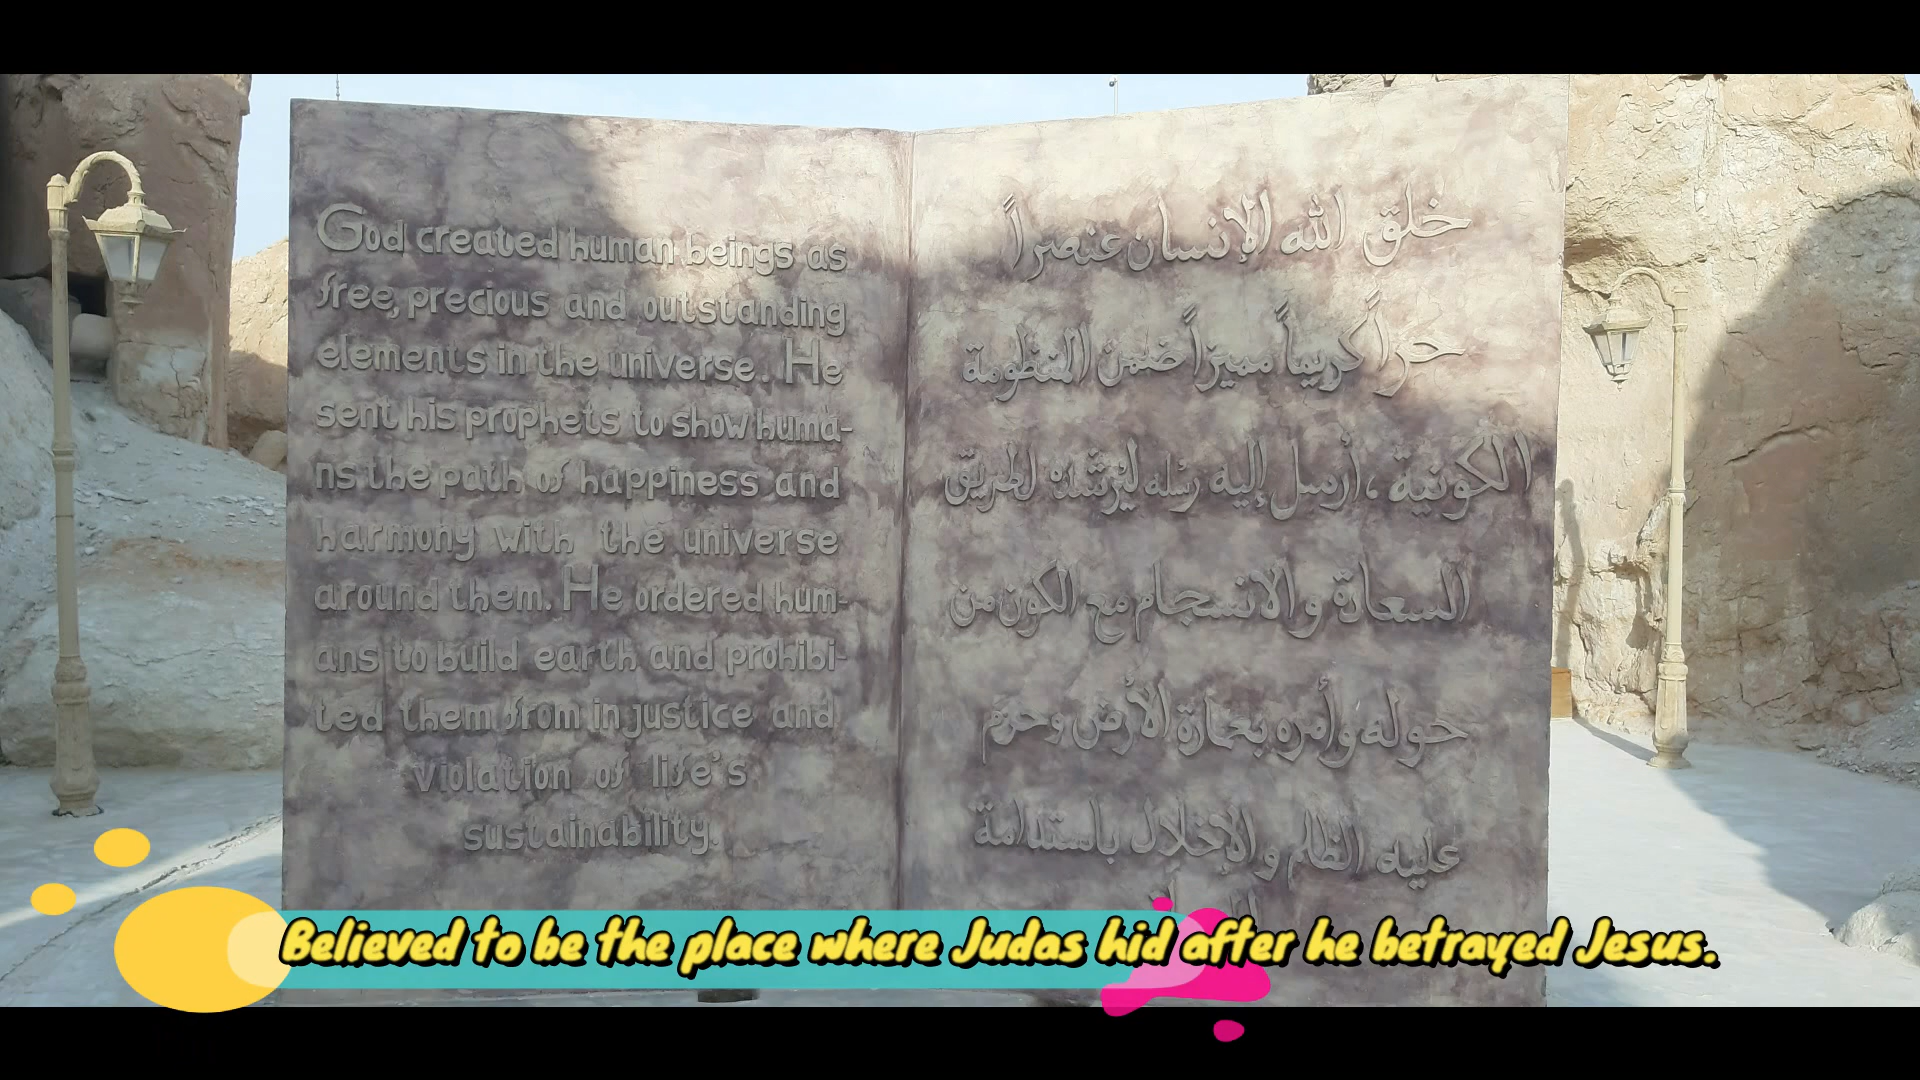 God created human beings as
free, precious and outstanding
elements in the universe. He
sent his prophets to show huma-
ns the path of happiness and
harmony with the universe
around them. He ordered hum-
ans to build earth and prohibi-
ted them from injustice and
violation of life's
sustainability.
خلق الله الإنسان عنصراً
حراً كريماً مميزاً ضمن المنظومة
الكونية، أرسل إليه رسله ليرشده لطريق
السعادة والانسجام مع الكون من
حوله وأمره بعمارة الأرض وحرم
عليه الظلم والإخلال باستدامة
Believed to be the place where Judas hid after he betrayed Jesus.